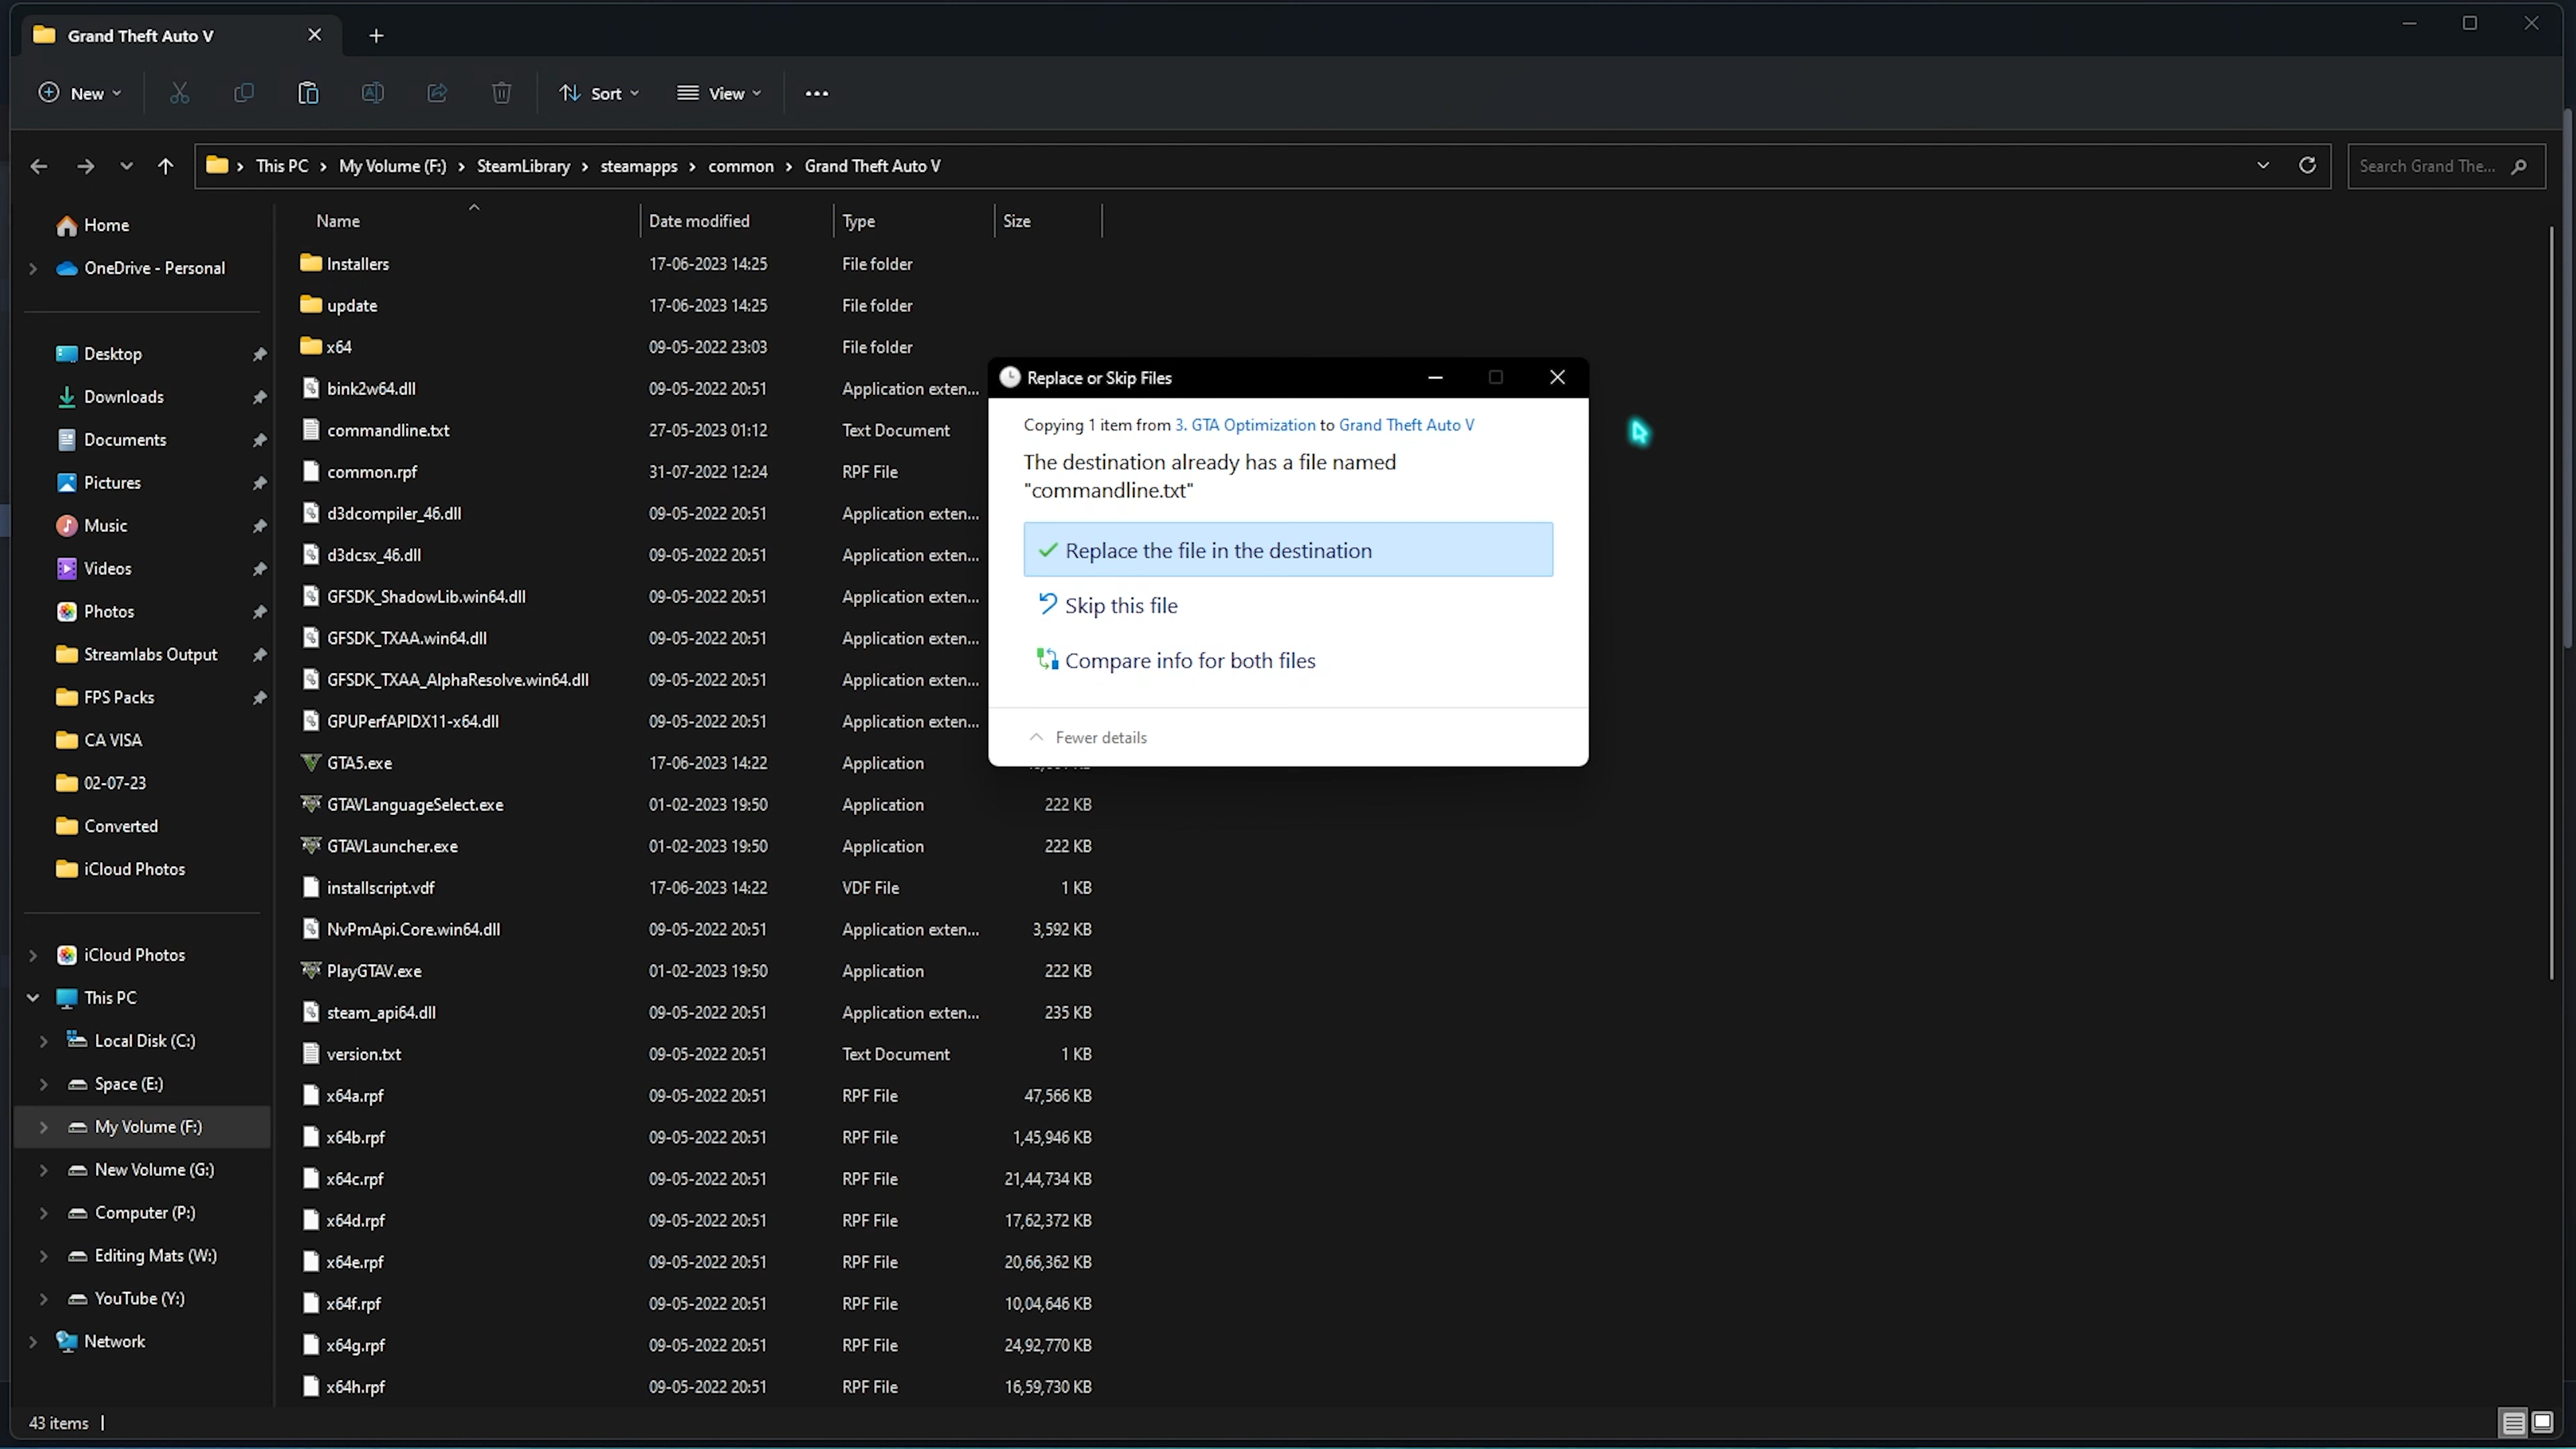 Grand Theft Auto V
New
Sort
View
This PC > My Volume (F:) > SteamLibrary > steamapps > common > Grand Theft Auto V
Search Grand The...
Home
OneDrive - Personal
Desktop
Downloads
Documents
Pictures
Music
Videos
Photos
Streamlabs Output
FPS Packs
CA VISA
02-07-23
Converted
iCloud Photos
iCloud Photos
This PC
Local Disk (C:)
Space (E:)
My Volume (F:)
New Volume (G:)
Computer (P:)
Editing Mats (W:)
YouTube (Y:)
Network
Name Date modified Type Size
Installers 17-06-2023 14:25 File folder
update 17-06-2023 14:25 File folder
x64 09-05-2022 23:03 File folder
bink2w64.dll 09-05-2022 20:51 Application exten...
commandline.txt 27-05-2023 01:12 Text Document
common.rpf 31-07-2022 12:24 RPF File
d3dcompiler_46.dll 09-05-2022 20:51 Application exten...
d3dcsx_46.dll 09-05-2022 20:51 Application exten...
GFSDK_ShadowLib.win64.dll 09-05-2022 20:51 Application exten...
GFSDK_TXAA.win64.dll 09-05-2022 20:51 Application exten...
GFSDK_TXAA_AlphaResolve.win64.dll 09-05-2022 20:51 Application exten...
GPUPerfAPIDX11-x64.dll 09-05-2022 20:51 Application exten...
GTA5.exe 17-06-2023 14:22 Application
GTAVLanguageSelect.exe 01-02-2023 19:50 Application 222 KB
GTAVLauncher.exe 01-02-2023 19:50 Application 222 KB
installscript.vdf 17-06-2023 14:22 VDF File 1 KB
NvPmApi.Core.win64.dll 09-05-2022 20:51 Application exten... 3,592 KB
PlayGTAV.exe 01-02-2023 19:50 Application 222 KB
steam_api64.dll 09-05-2022 20:51 Application exten... 235 KB
version.txt 09-05-2022 20:51 Text Document 1 KB
x64a.rpf 09-05-2022 20:51 RPF File 47,566 KB
x64b.rpf 09-05-2022 20:51 RPF File 1,45,946 KB
x64c.rpf 09-05-2022 20:51 RPF File 21,44,734 KB
x64d.rpf 09-05-2022 20:51 RPF File 17,62,372 KB
x64e.rpf 09-05-2022 20:51 RPF File 20,66,362 KB
x64f.rpf 09-05-2022 20:51 RPF File 10,04,646 KB
x64g.rpf 09-05-2022 20:51 RPF File 24,92,770 KB
x64h.rpf 09-05-2022 20:51 RPF File 16,59,730 KB
Replace or Skip Files
Copying 1 item from 3. GTA Optimization to Grand Theft Auto V
The destination already has a file named
"commandline.txt"
Replace the file in the destination
Skip this file
Compare info for both files
Fewer details
43 items